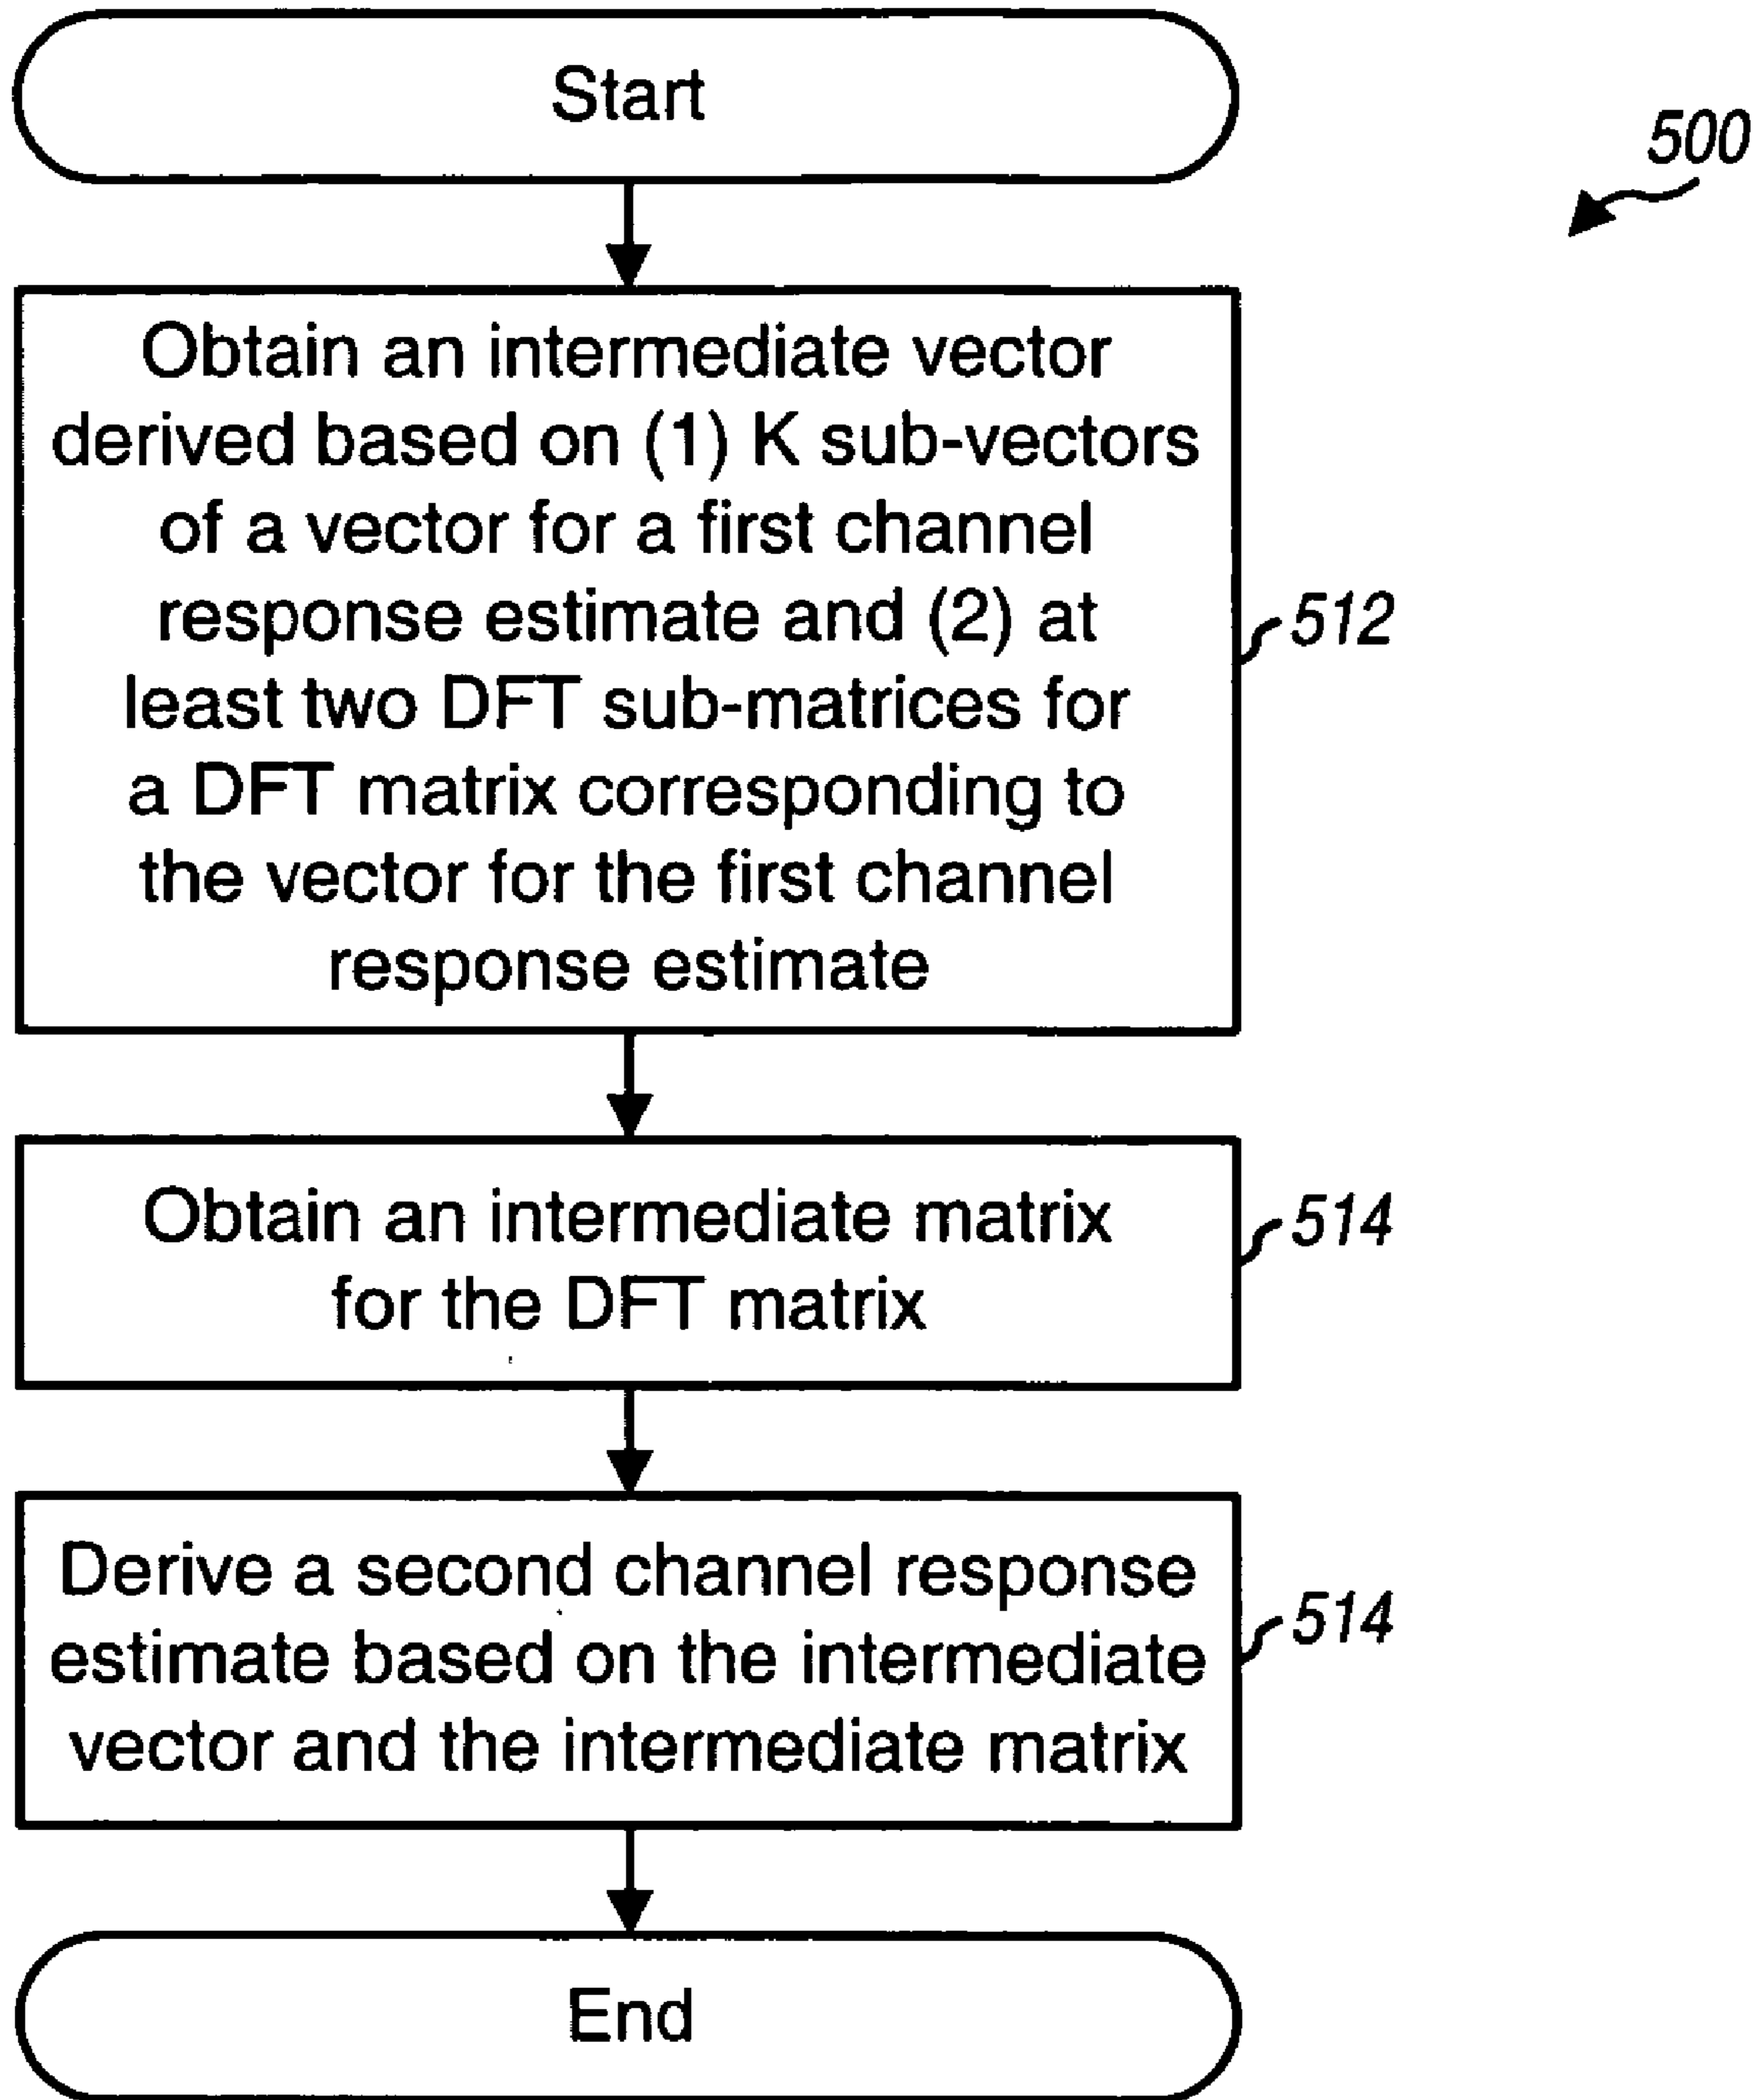 Start
500
Obtain an intermediate vector
derived based on (1) K sub-vectors
of a vector for a first channel
response estimate and (2) at
least two DFT sub-matrices for
a DFT matrix corresponding to
the vector for the first channel
response estimate
512
Obtain an intermediate matrix
for the DFT matrix
514
Derive a second channel response
estimate based on the intermediate
vector and the intermediate matrix
514
End